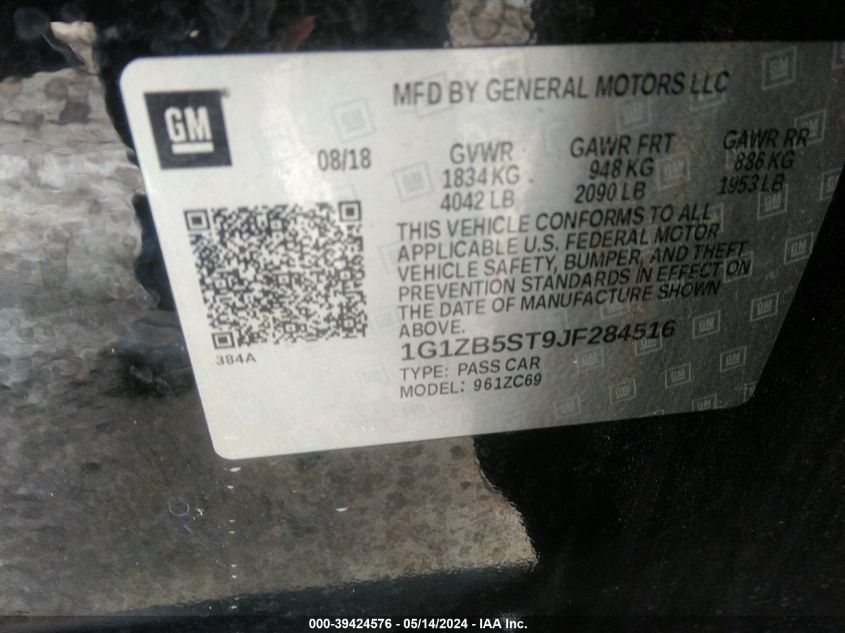 MFD BY GENERAL MOTORS LLC
GM
08/18
GVWR GAWR FRT GAWR RR
1834 KG 948 KG 886 KG
4042 LB 2090 LB 1953 LB
THIS VEHICLE CONFORMS TO ALL
APPLICABLE U.S. FEDERAL MOTOR
VEHICLE SAFETY, BUMPER, AND THEFT
PREVENTION STANDARDS IN EFFECT ON
THE DATE OF MANUFACTURE SHOWN
ABOVE.
384A
1G1ZB5ST9JF284516
TYPE: PASS CAR
MODEL: 961ZC69
000-39424576 - 05/14/2024 - IAA Inc.